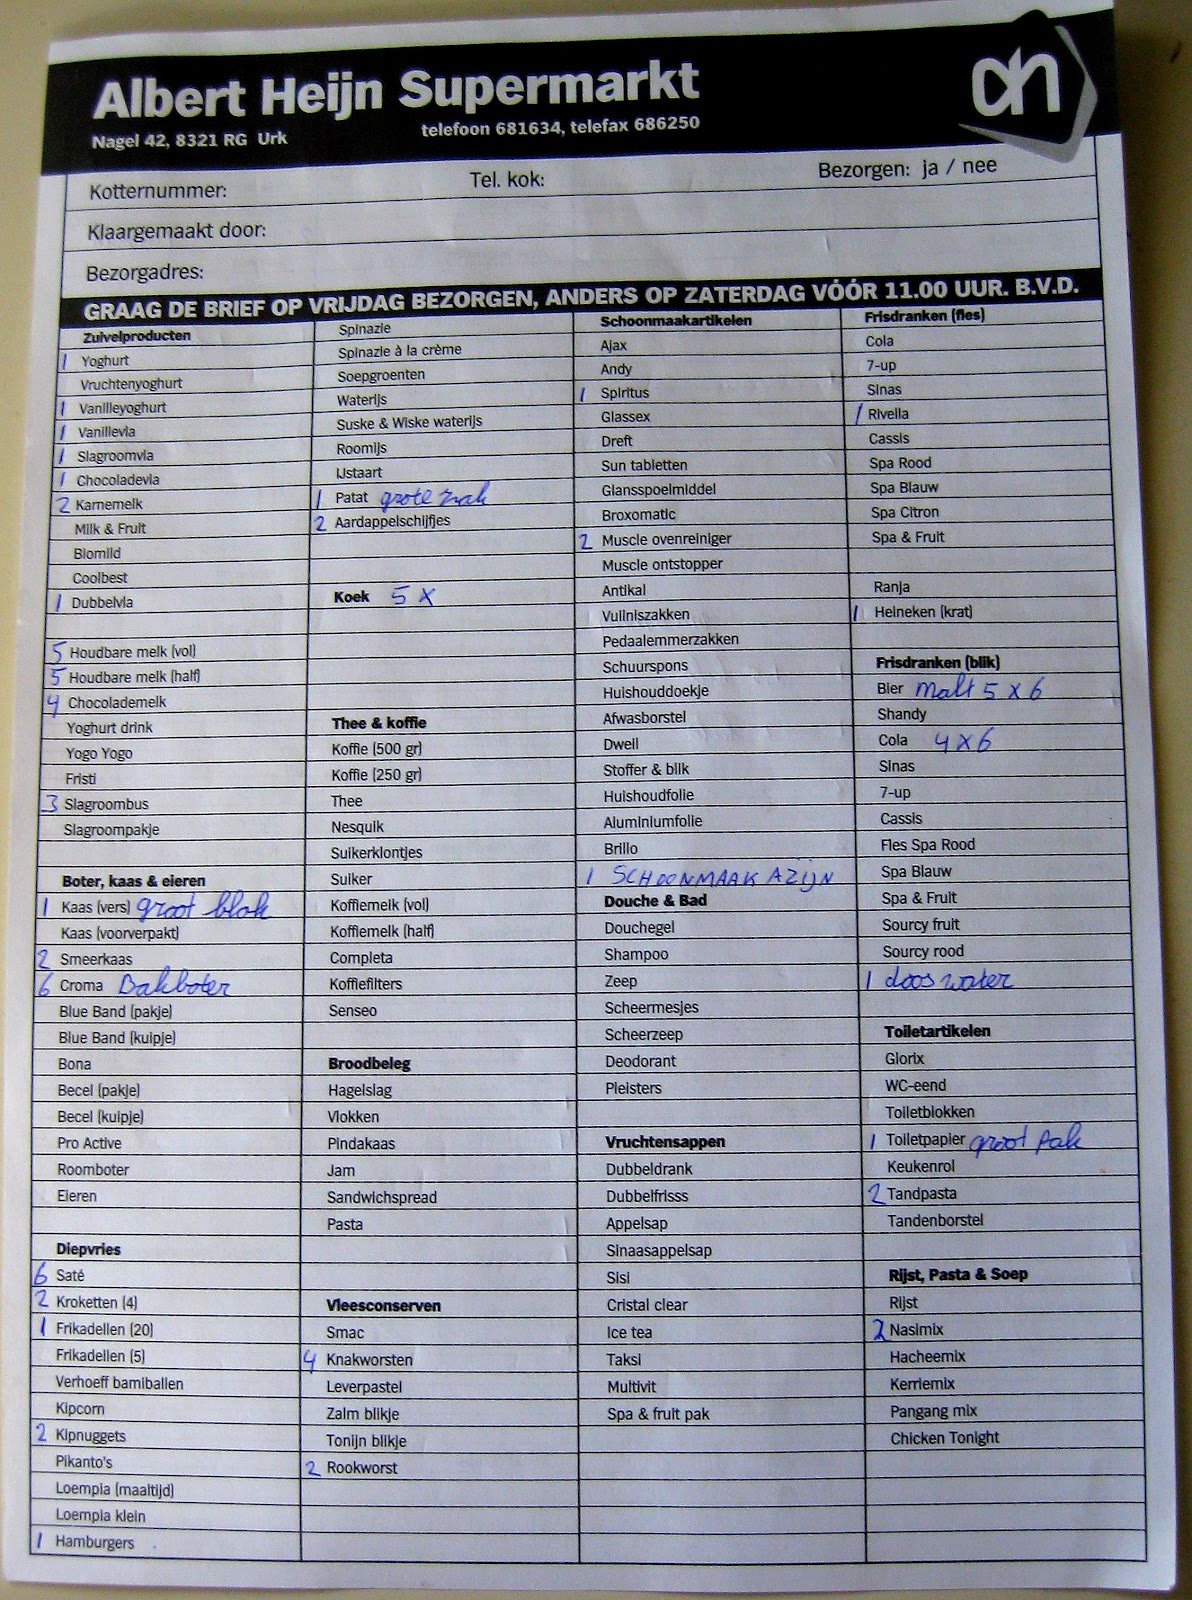 Albert Heijn Supermarkt
Nagel 42, 8321 RG Urk
telefoon 681634, telefax 686250
ah
Kotternummer:
Tel. kok:
Bezorgen: ja / nee
Klaargemaakt door:
Bezorgadres:
GRAAG DE BRIEF OP VRIJDAG BEZORGEN, ANDERS OP ZATERDAG VÓÓR 11.00 UUR. B.V.D.
Zuivelproducten
1 Yoghurt
Vruchtenyoghurt
1 Vanilleyoghurt
1 Vanillevla
1 Slagroomvla
1 Chocoladevla
2 Karnemelk
Milk & Fruit
Biomild
Coolbest
1 Dubbelvla
5 Houdbare melk (vol)
5 Houdbare melk (half)
4 Chocolademelk
Yoghurt drink
Yogo Yogo
Fristi
3 Slagroombus
Slagroompakje
Boter, kaas & eieren
1 Kaas (vers) groot blok
Kaas (voorverpakt)
2 Smeerkaas
6 Croma Bakboter
Blue Band (pakje)
Blue Band (kuipje)
Bona
Becel (pakje)
Becel (kuipje)
Pro Active
Roomboter
Eieren
Diepvries
6 Saté
2 Kroketten (4)
1 Frikadellen (20)
Frikadellen (5)
Verhoeff bamiballen
Kipcorn
2 Kipnuggets
Pikanto's
Loempia (maaltijd)
Loempia klein
1 Hamburgers
Spinazie
Spinazie à la crème
Soepgroenten
Waterijs
Suske & Wiske waterijs
Roomijs
IJstaart
1 Patat grote zak
2 Aardappelschijfjes
Koek 5 x
Thee & koffie
Koffie (500 gr)
Koffie (250 gr)
Thee
Nesquik
Suikerklontjes
Suiker
Koffiemelk (vol)
Koffiemelk (half)
Completa
Koffiefilters
Senseo
Broodbeleg
Hagelslag
Vlokken
Pindakaas
Jam
Sandwichspread
Pasta
Vleesconserven
Smac
4 Knakworsten
Leverpastel
Zalm blikje
Tonijn blikje
2 Rookworst
Schoonmaakartikelen
Ajax
Andy
1 Spiritus
Glassex
Dreft
Sun tabletten
Glansspoelmiddel
Broxomatic
2 Muscle ovenreiniger
Muscle ontstopper
Antikal
Vuilniszakken
Pedaalemmerzakken
Schuurspons
Huishouddoekje
Afwasborstel
Dweil
Stoffer & blik
Huishoudfolie
Aluminiumfolie
Brillo
1 SCHOONMAAK AZIJN
Douche & Bad
Douchegel
Shampoo
Zeep
Scheermesjes
Scheerzeep
Deodorant
Pleisters
Vruchtensappen
Dubbeldrank
Dubbelfrisss
Appelsap
Sinaasappelsap
Sisi
Cristal clear
Ice tea
Taksi
Multivit
Spa & fruit pak
Frisdranken (fles)
Cola
7-up
Sinas
1 Rivella
Cassis
Spa Rood
Spa Blauw
Spa Citron
Spa & Fruit
Ranja
1 Heineken (krat)
Frisdranken (blik)
Bier malt 5 x 6
Shandy
Cola 4 x 6
Sinas
7-up
Cassis
Fles Spa Rood
Spa Blauw
Spa & Fruit
Sourcy fruit
Sourcy rood
1 doos water
Toiletartikelen
Glorix
WC-eend
Toiletblokken
1 Toiletpapier groot pak
Keukenrol
2 Tandpasta
Tandenborstel
Rijst, Pasta & Soep
Rijst
2 Nasimix
Hacheemix
Kerriemix
Pangang mix
Chicken Tonight